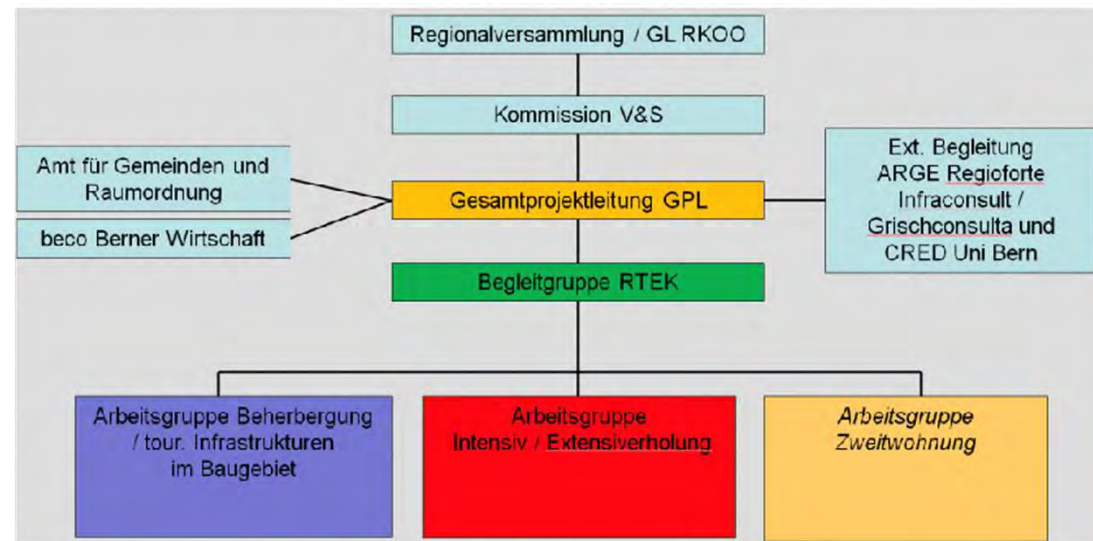 Regionalversammlung / GL RKOO
Kommission V&S
Amt für Gemeinden und
Raumordnung
beco Berner Wirtschaft
Gesamtprojektleitung GPL
Ext. Begleitung
ARGE Regioforte
Infraconsult /
Grischconsulta und
CRED Uni Bern
Begleitgruppe RTEK
Arbeitsgruppe Beherbergung
/ tour. Infrastrukturen
im Baugebiet
Arbeitsgruppe
Intensiv / Extensiverholung
Arbeitsgruppe
Zweitwohnung